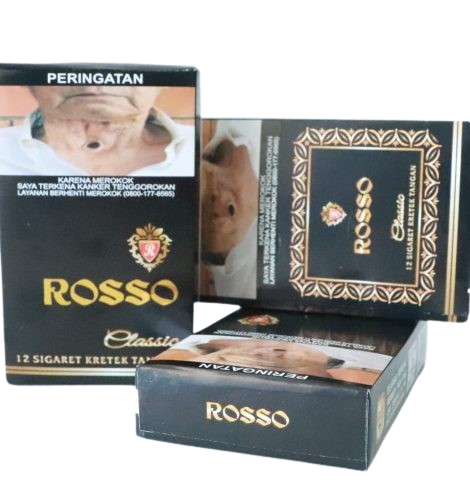 PERINGATAN
KARENA MEROKOK
SAYA TERKENA KANKER TENGGOROKAN
LAYANAN BERHENTI MEROKOK (0800-177-6565)
R
ROSSO
Classic
12 SIGARET KRETEK TANGAN
KARENA MEROKOK
SAYA TERKENA KANKER TENGGOROKAN
LAYANAN BERHENTI MEROKOK (0800-177-6565)
ROSSO
Classic
12 SIGARET KRETEK TANGAN
PERINGATAN
ROSSO